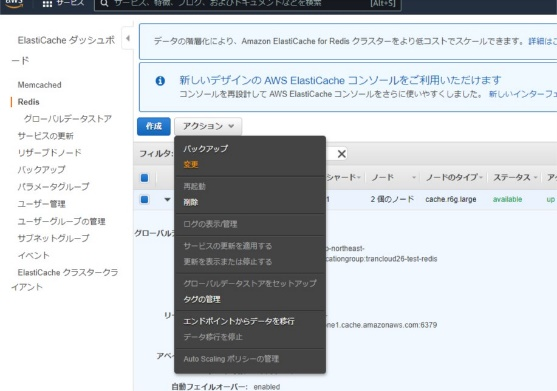 aws
サービス
サービス、特徴、ブログ、およびドキュメントなどを検索
[Alt+S]
ElastiCache ダッシュボード
Memcached
Redis
グローバルデータストア
サービスの更新
リザーブドノード
バックアップ
パラメータグループ
ユーザー管理
ユーザーグループの管理
サブネットグループ
イベント
ElastiCache クラスタークライアント
データの階層化により、Amazon ElastiCache for Redis クラスターをより低コストでスケールできます。詳細は
新しいデザインの AWS ElastiCache コンソールをご利用いただけます
コンソールを再設計して AWS ElastiCache コンソールをさらに使いやすくしました。 新しいインターフェ
作成
アクション
フィルタ:
バックアップ
変更
再起動
削除
ログの表示/管理
サービスの更新を適用する
更新を表示または停止する
グローバルデータストアをセットアップ
タグの管理
エンドポイントからデータを移行
データ移行を停止
Auto Scaling ポリシーの管理
シャード
ノード
ノードのタイプ
ステータス
1
2 個のノード
cache.r6g.large
available
up
グローバル
p-northeast-
cationgroup:trancloud26-test-redis
リ
ne1.cache.amazonaws.com:6379
アベ
自動フェイルオーバー: enabled